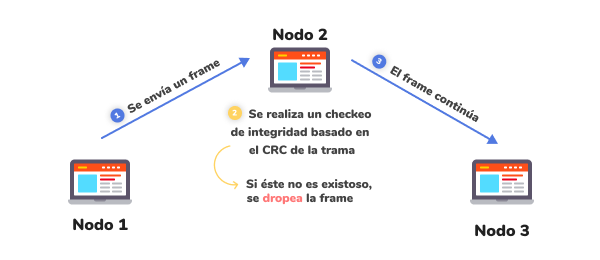 Nodo 2
1 Se envía un frame
3 El frame continúa
2 Se realiza un checkeo
de integridad basado en
el CRC de la trama
Si éste no es existoso,
se dropea la frame
Nodo 1
Nodo 3